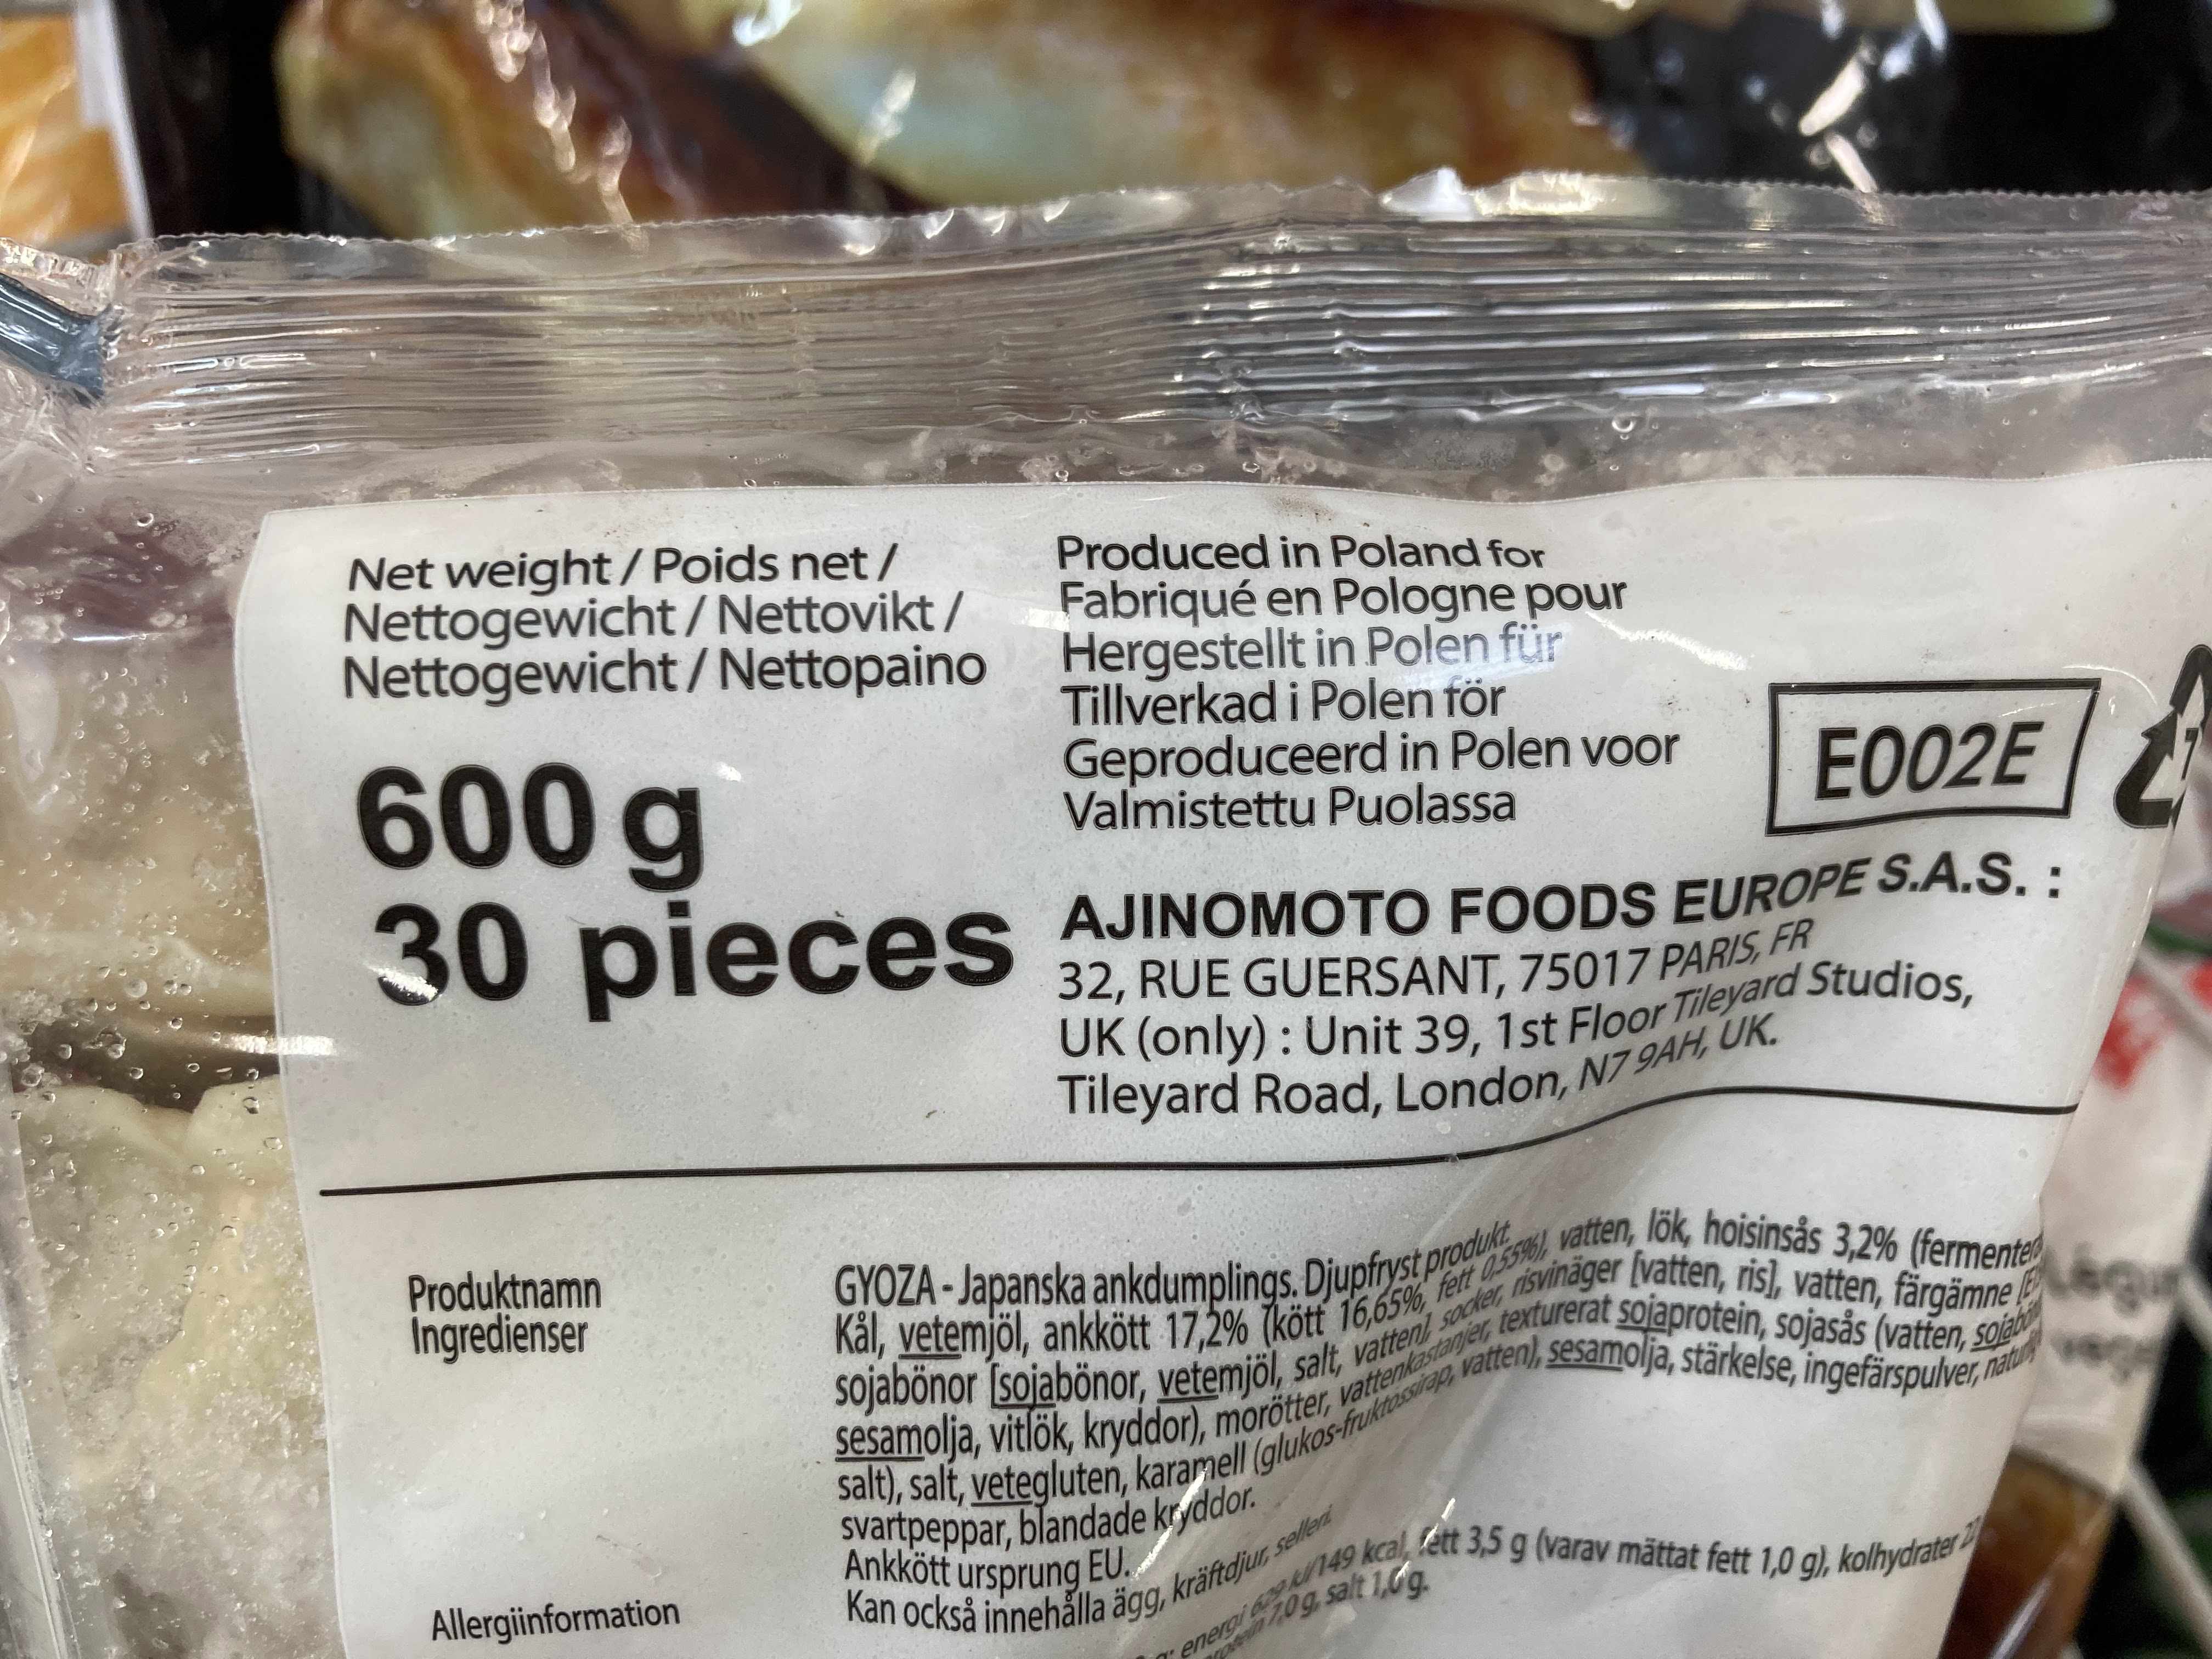 Net weight / Poids net /
Nettogewicht / Nettovikt /
Nettogewicht / Nettopaino
600 g
30 pieces
Produced in Poland for
Fabriqué en Pologne pour
Hergestellt in Polen für
Tillverkad i Polen för
Geproduceerd in Polen voor
Valmistettu Puolassa
E002E
7
AJINOMOTO FOODS EUROPE S.A.S. :
32, RUE GUERSANT, 75017 PARIS, FR
UK (only) : Unit 39, 1st Floor Tileyard Studios,
Tileyard Road, London, N7 9AH, UK.
Produktnamn
GYOZA - Japanska ankdumplings. Djupfryst produkt.
Ingredienser
Kål, vetemjöl, ankkött 17,2% (kött 16,65%, fett 0,55%), vatten, lök, hoisinsås 3,2% (fermenter
sojabönor [sojabönor, vetemjöl, salt, vatten], socker, risvinäger [vatten, ris], vatten, färgämne
sesamolja, vitlök, kryddor), morötter, vattenkastanjer, texturerat sojaprotein, sojasås (vatten,
salt), salt, vetegluten, karamell (glukos-fruktossirap, vatten), sesamolja, stärkelse, ingefärspulver,
svartpeppar, blandade kryddor.
Ankkött ursprung EU.
Allergiinformation
Kan också innehålla ägg, kräftdjur, selleri.
energi 629 kJ/149 kcal, fett 3,5 g (varav mättat fett 1,0 g), kolhydrater
protein 7,0 g, salt 1,0 g.